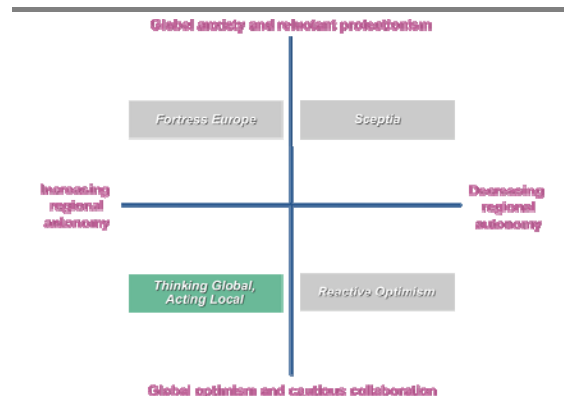 Global anxiety and reluctant protectionism
Fortress Europe
Sceptia
Increasing
regional
autonomy
Decreasing
regional
autonomy
Thinking Global,
Acting Local
Reactive Optimism
Global optimism and cautious collaboration